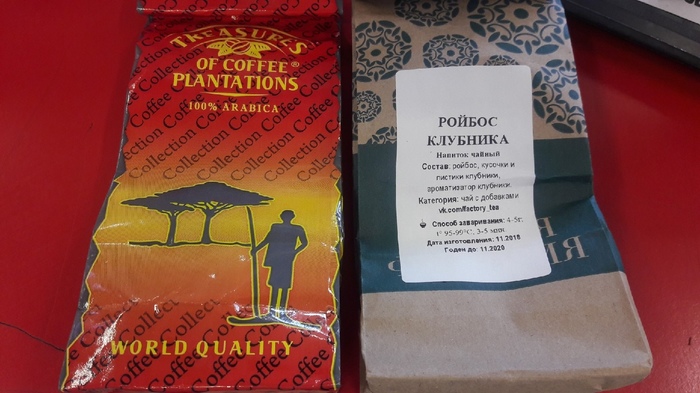 TREASURES
OF COFFEE®
PLANTATIONS
100% ARABICA
Coffee Collection
WORLD QUALITY
РОЙБОС
КЛУБНИКА
Напиток чайный
Состав: ройбос, кусочки и
листики клубники,
ароматизатор клубники.
Категория: чай с добавками
vk.com/ffactory_tea
Способ заваривания: 4-5г.
t° 95-99°C, 3-5 мин.
Дата изготовления: 11.2018
Годен до: 11.2020